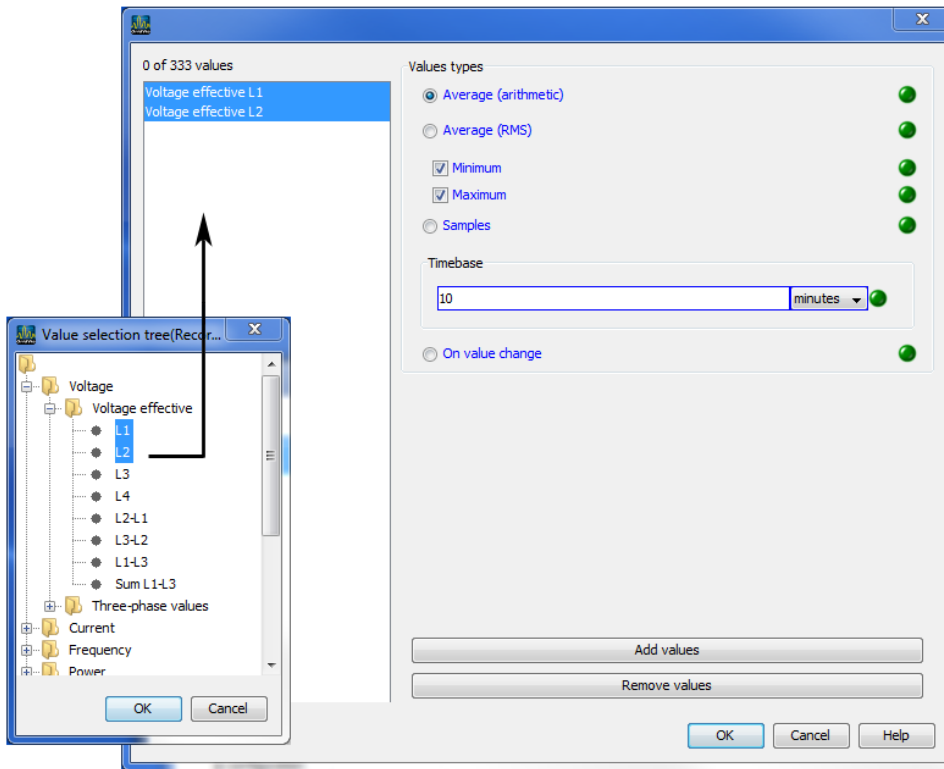 0 of 333 values
Voltage effective L1
Voltage effective L2
Values types
Average (arithmetic)
Average (RMS)
Minimum
Maximum
Samples
Timebase
10 minutes
On value change
Value selection tree(Recor...
Voltage
Voltage effective
L1
L2
L3
L4
L2-L1
L3-L2
L1-L3
Sum L1-L3
Three-phase values
Current
Frequency
Power
OK Cancel
Add values
Remove values
OK Cancel Help